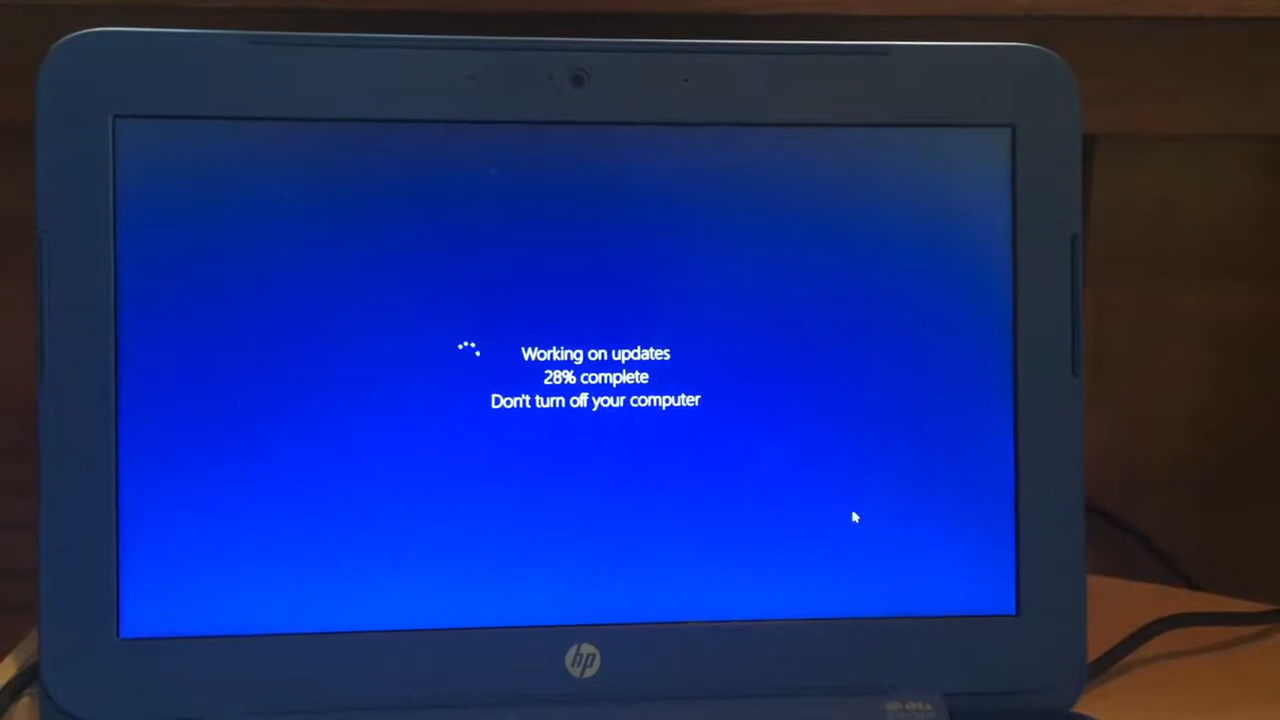 Working on updates
28% complete
Don't turn off your computer
hp